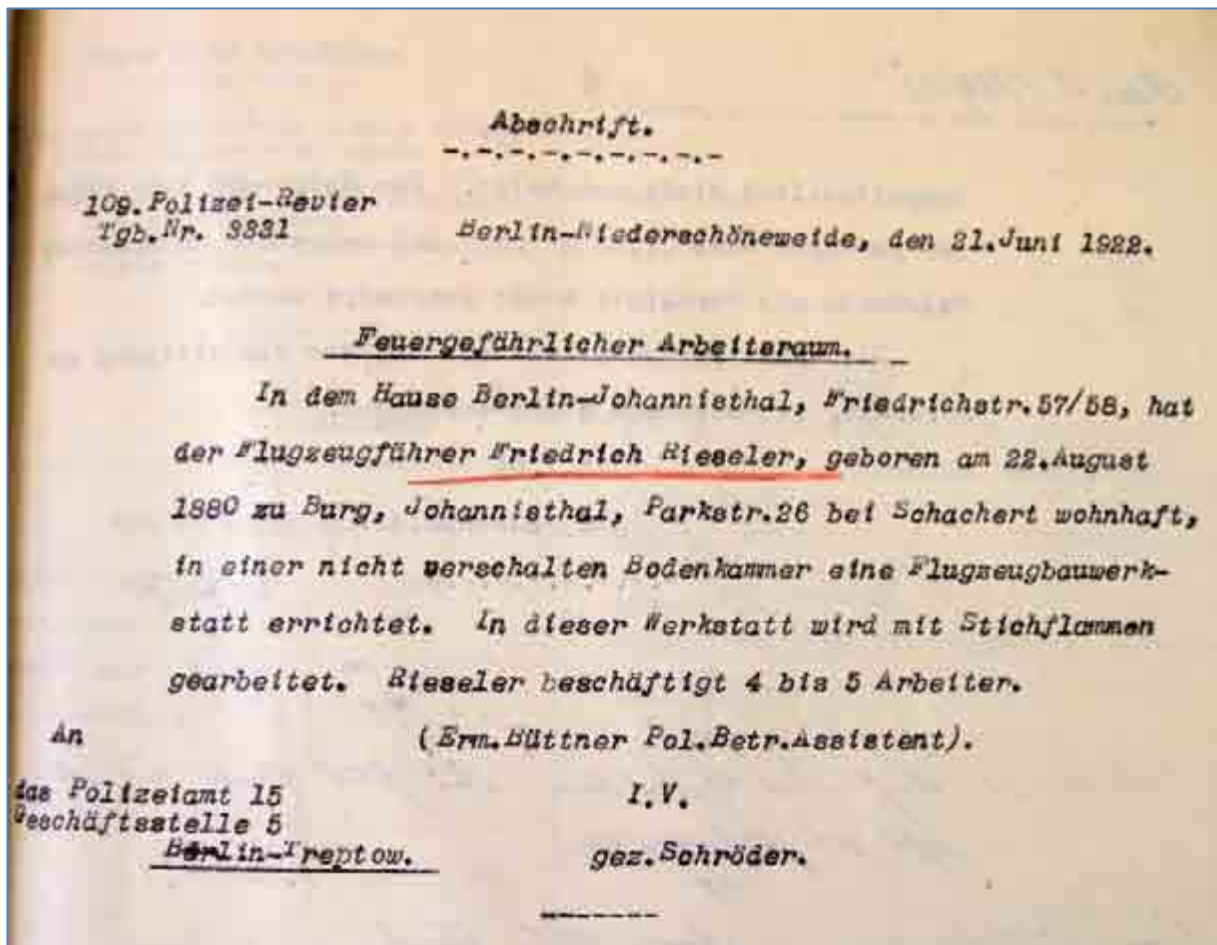 Abschrift.
-.-.-.-.-.-.-.-.-
109.Polizei-Revier
Tgb.Nr. 3331
Berlin-Niederschöneweide, den 21.Juni 1922.
Feuergefährlicher Arbeitsraum.
In dem Hause Berlin-Johannisthal, Friedrichstr.57/58, hat
der Flugzeugführer Friedrich Rieseler, geboren am 22.August
1880 zu Burg, Johannisthal, Parkstr.26 bei Schachert wohnhaft,
in einer nicht verschalten Bodenkammer eine Flugzeugbauwerk-
statt errichtet. In dieser Werkstatt wird mit Stichflammen
gearbeitet. Rieseler beschäftigt 4 bis 5 Arbeiter.
An
(Erm.Büttner Pol.Betr.Assistent).
das Polizeiamt 15
I.V.
Geschäftsstelle 5
Berlin-Treptow.
gez.Schröder.
-------